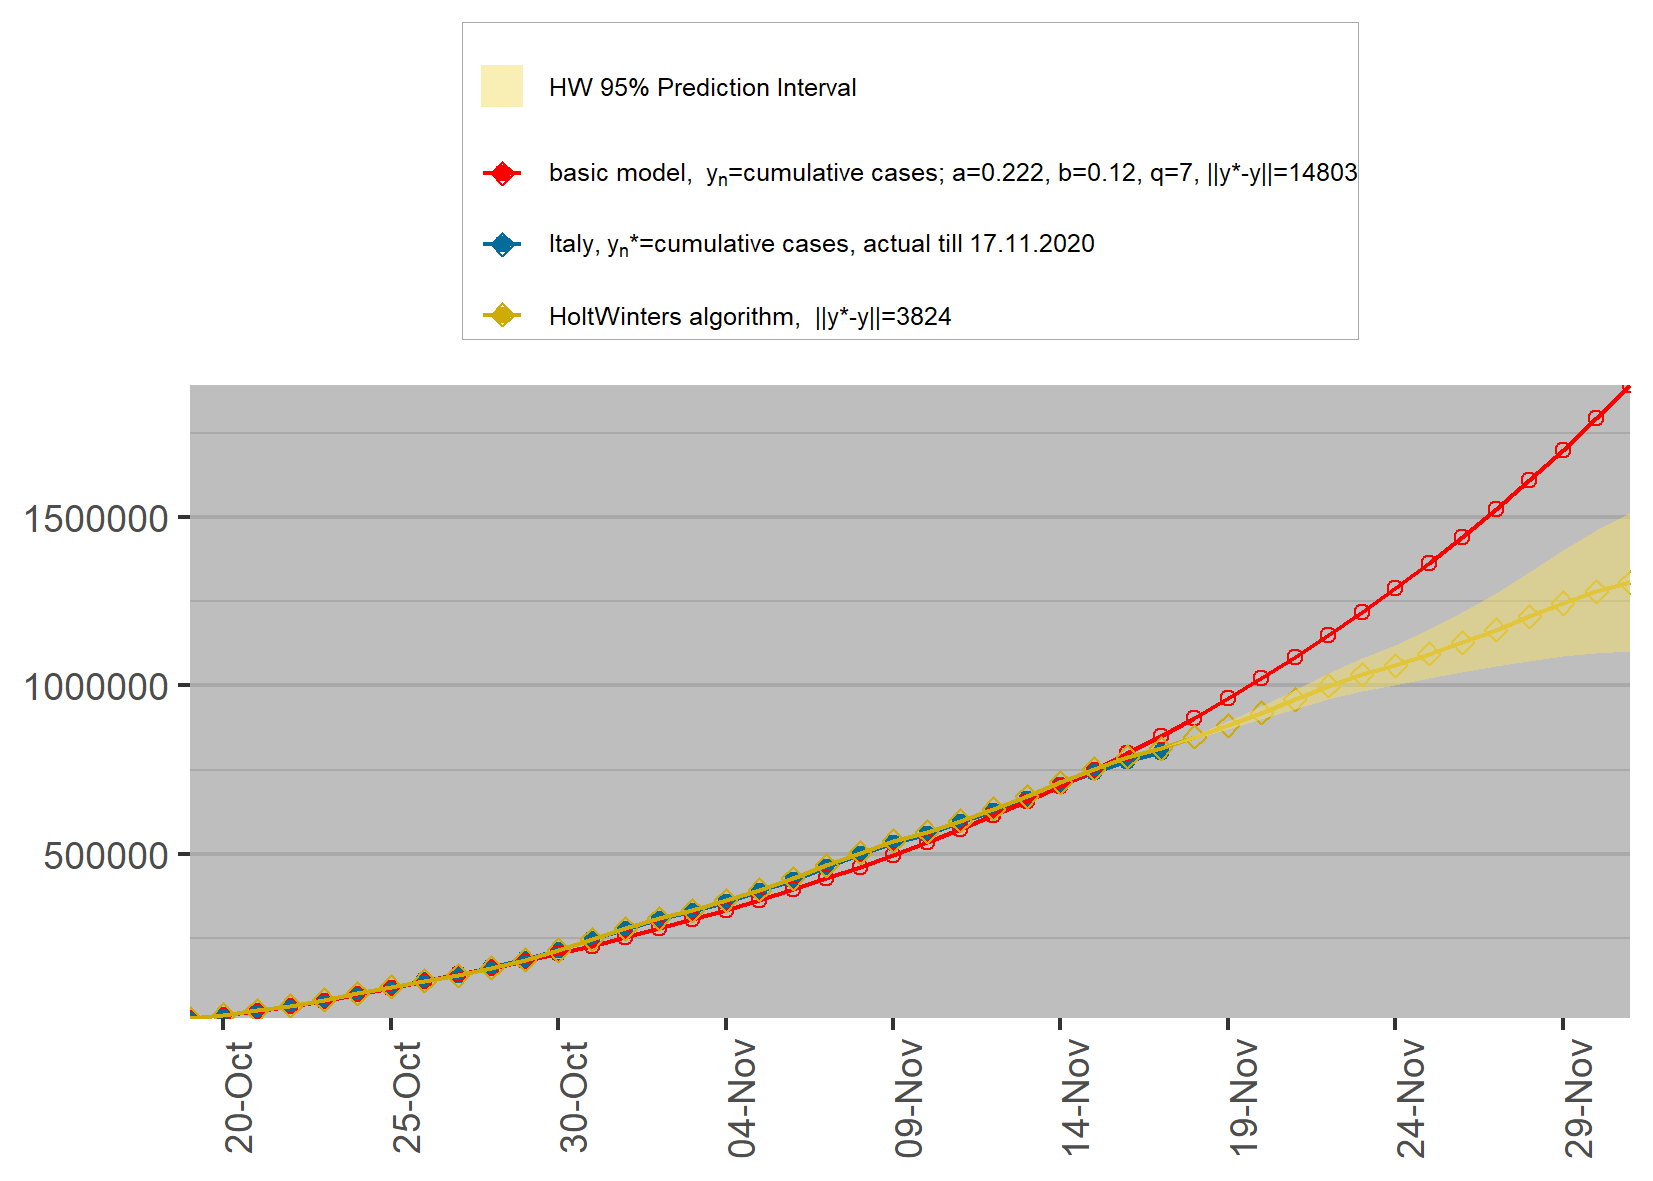 HW 95% Prediction Interval
basic model, yn=cumulative cases; a=0.222, b=0.12, q=7, ||y*-y||=14803
Italy, yn*=cumulative cases, actual till 17.11.2020
HoltWinters algorithm, ||y*-y||=3824
1500000
1000000
500000
20-Oct
25-Oct
30-Oct
04-Nov
09-Nov
14-Nov
19-Nov
24-Nov
29-Nov